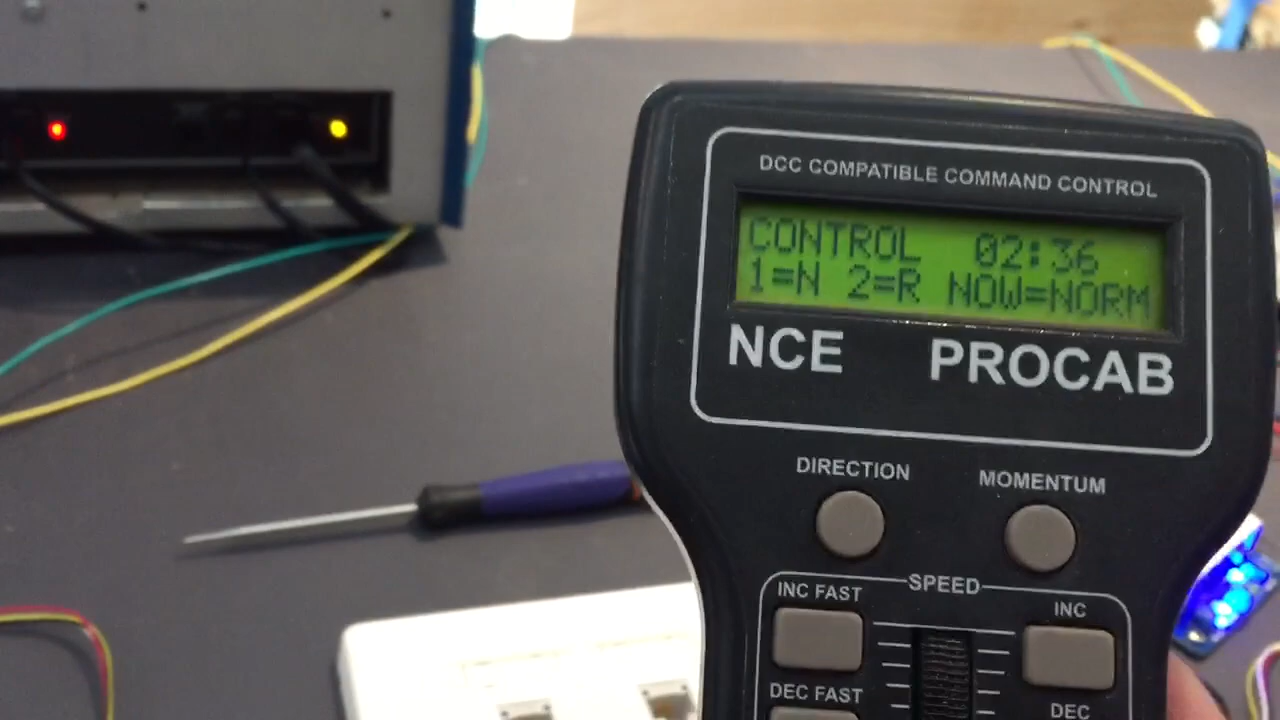 DCC COMPATIBLE COMMAND CONTROL
CONTROL 02:36
1=N 2=R NOW=NORM
NCE PROCAB
DIRECTION MOMENTUM
SPEED
INC FAST INC
DEC FAST DEC